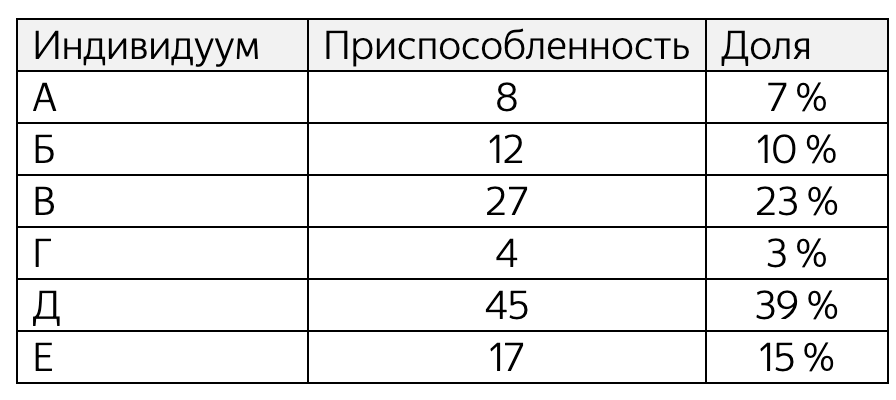 Индивидуум Приспособленность Доля
А 8 7 %
Б 12 10 %
В 27 23 %
Г 4 3 %
Д 45 39 %
Е 17 15 %